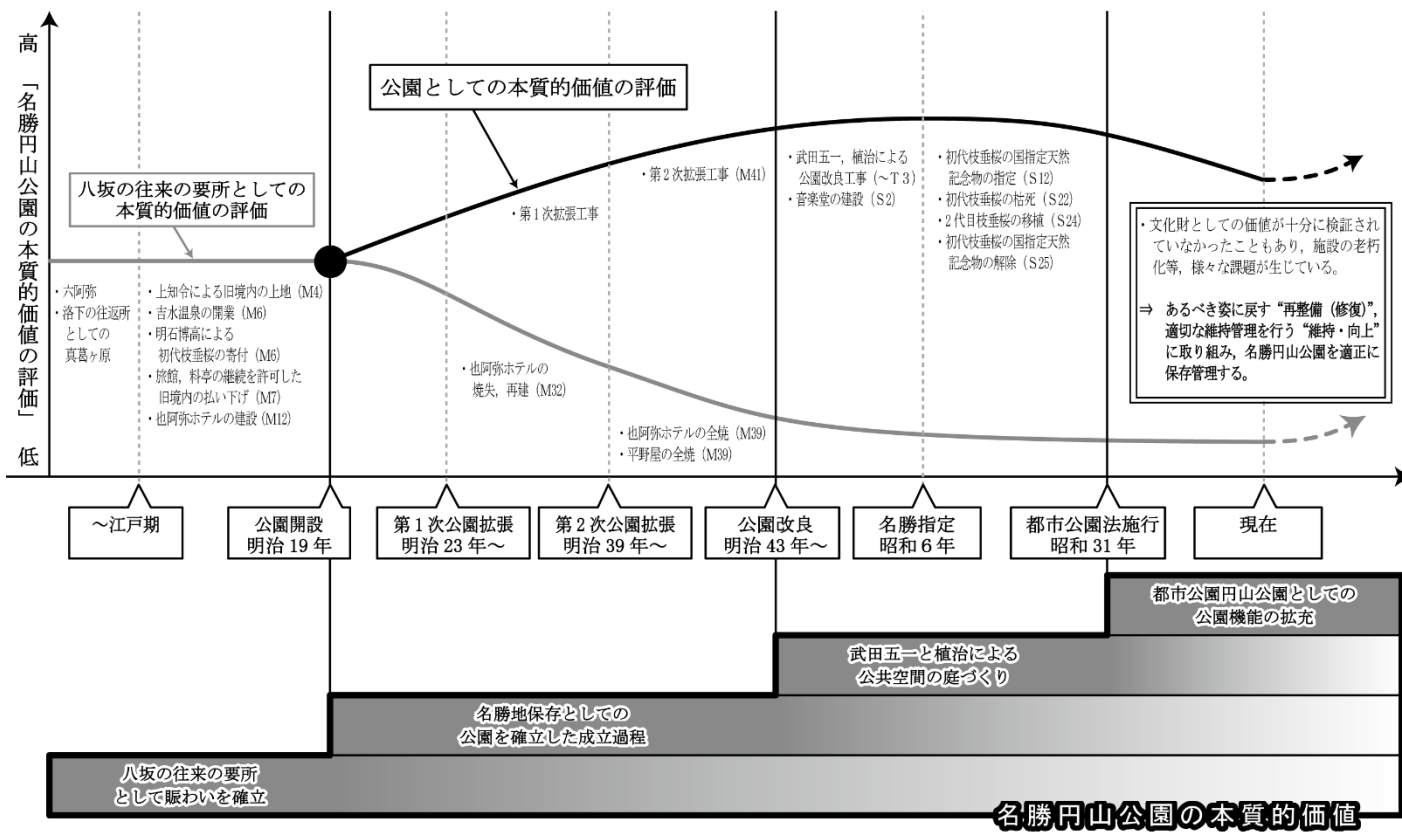 高
「名勝円山公園の本質的価値の評価」
低
公園としての本質的価値の評価
八坂の往来の要所としての
本質的価値の評価
・六阿弥
・洛下の往返所
としての
真葛ヶ原
・上知令による旧境内の上地（M4）
・吉水温泉の開業（M6）
・明石博高による
初代枝垂桜の寄付（M6）
・旅館，料亭の継続を許可した
旧境内の払い下げ（M7）
・也阿弥ホテルの建設（M12）
・第１次拡張工事
・也阿弥ホテルの
焼失，再建（M32）
・第２次拡張工事（M41）
・也阿弥ホテルの全焼（M39）
・平野屋の全焼（M39）
・武田五一，植治による
公園改良工事（～T３）
・音楽堂の建設（S２）
・初代枝垂桜の国指定天然
記念物の指定（S12）
・初代枝垂桜の枯死（S22）
・２代目枝垂桜の移植（S24）
・初代枝垂桜の国指定天然
記念物の解除（S25）
・文化財としての価値が十分に検証され
ていなかったこともあり，施設の老朽
化等，様々な課題が生じている。
⇒ あるべき姿に戻す“再整備（修復）”，
適切な維持管理を行う“維持・向上”
に取り組み，名勝円山公園を適正に
保存管理する。
～江戸期
公園開設
明治 19 年
第１次公園拡張
明治 23 年～
第２次公園拡張
明治 39 年～
公園改良
明治 43 年～
名勝指定
昭和６年
都市公園法施行
昭和 31 年
現在
都市公園円山公園としての
公園機能の拡充
武田五一と植治による
公共空間の庭づくり
名勝地保存としての
公園を確立した成立過程
八坂の往来の要所
として賑わいを確立
名勝円山公園の本質的価値